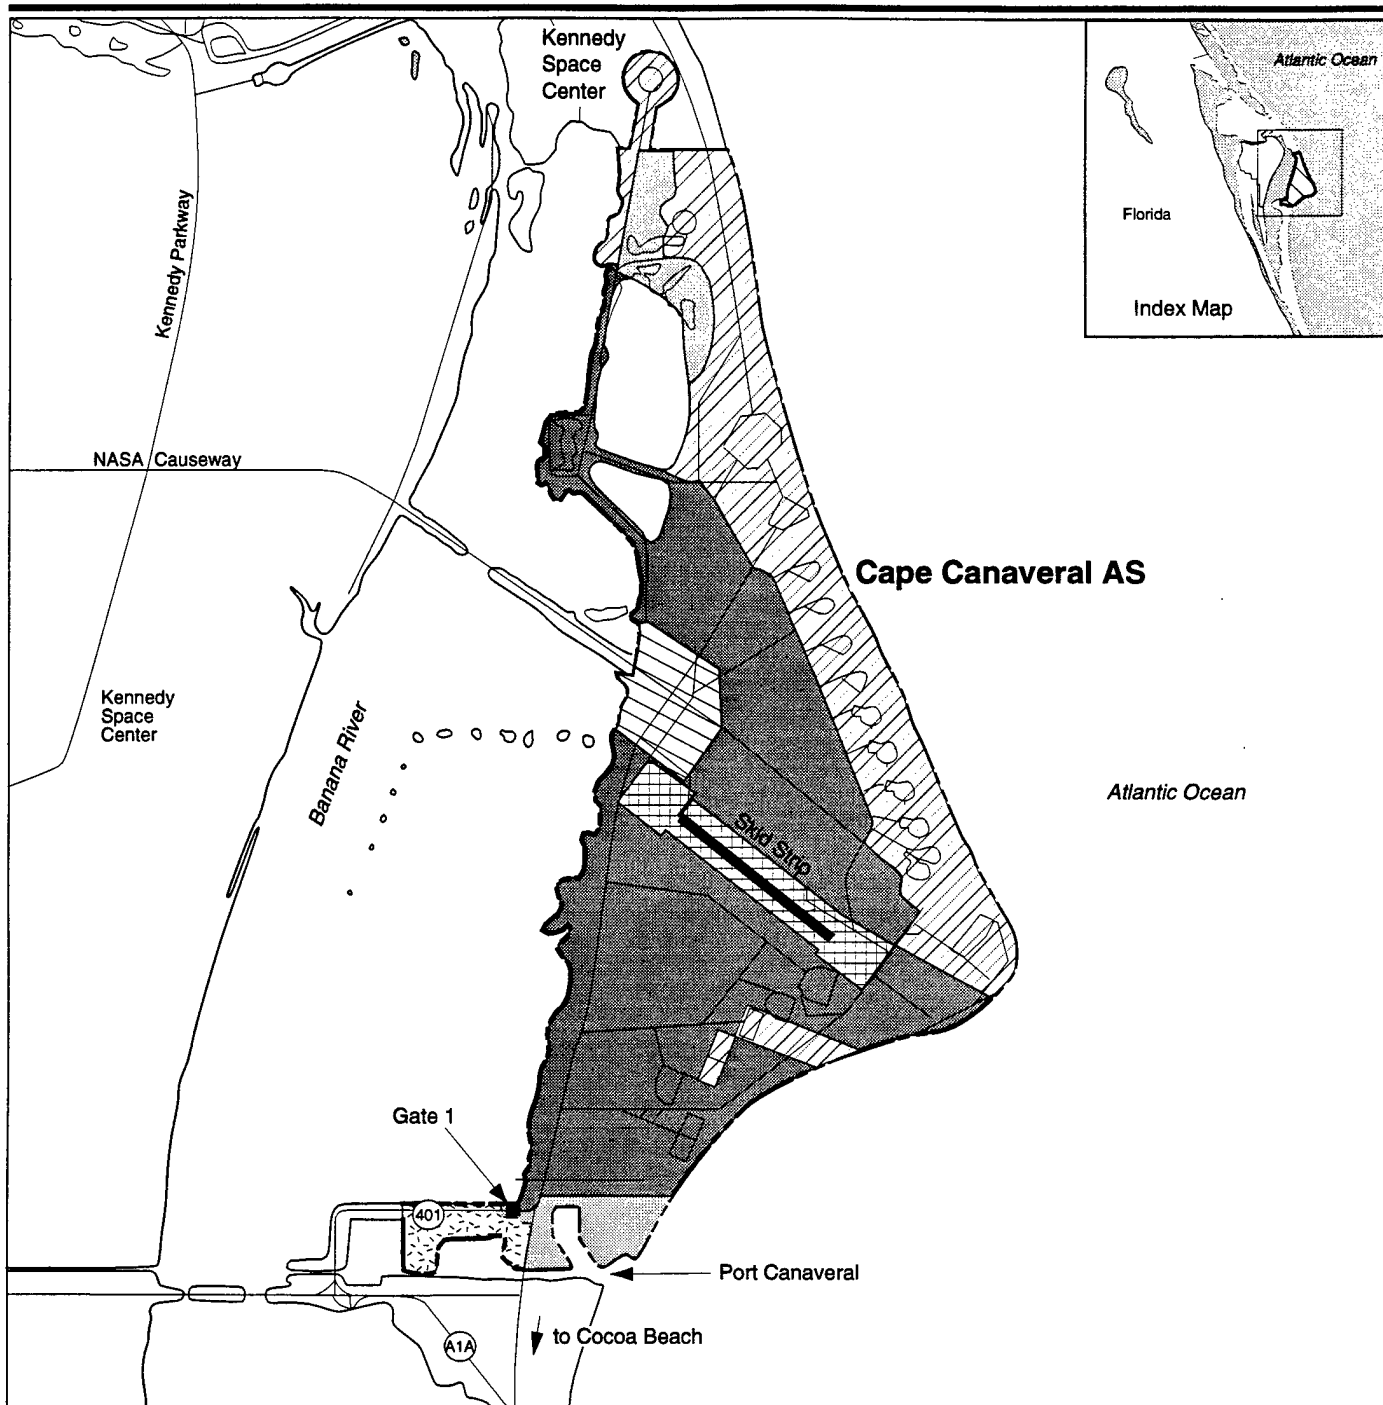 Kennedy
Space
Center
Atlantic Ocean
Florida
Index Map
Kennedy Parkway
NASA Causeway
Cape Canaveral AS
Kennedy
Space
Center
Banana River
Atlantic Ocean
Skid Strip
Gate 1
401
Port Canaveral
to Cocoa Beach
A1A